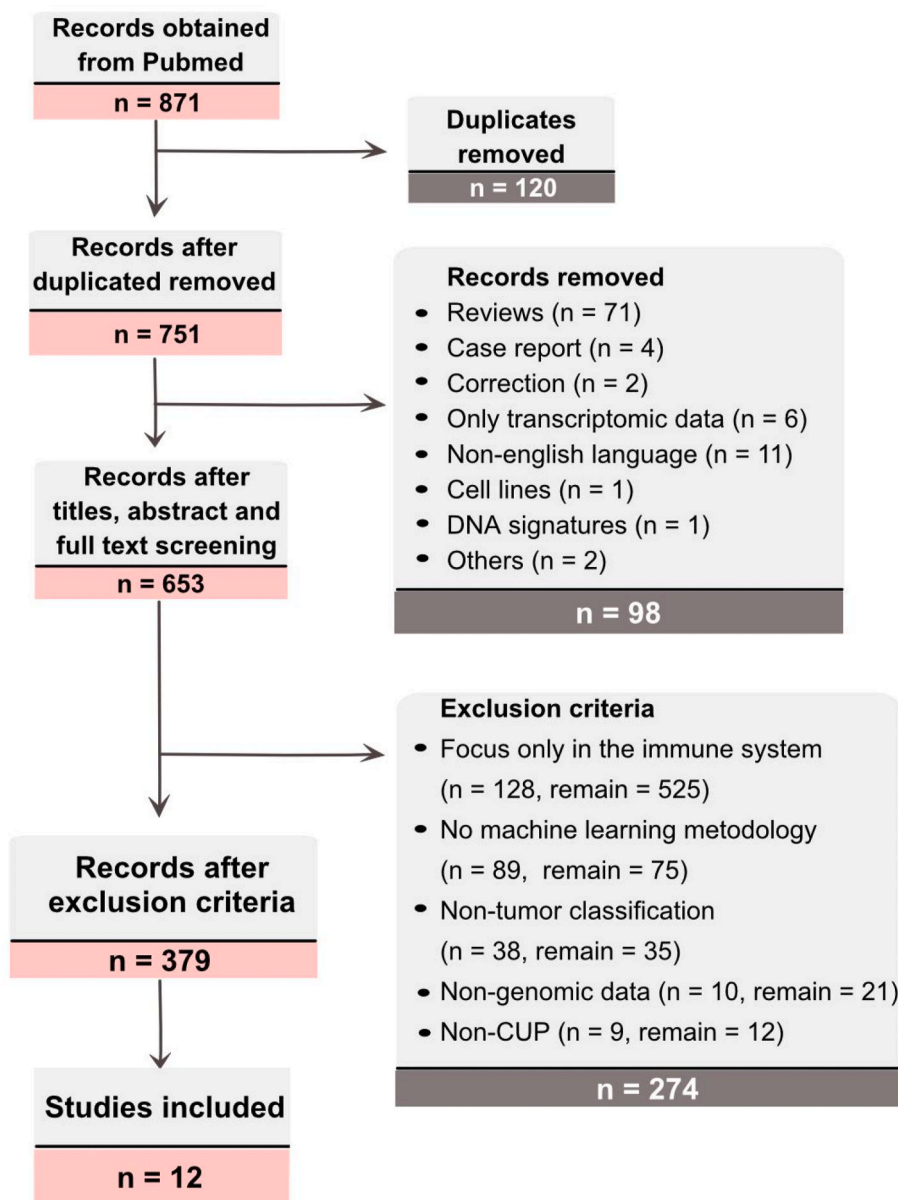 Records obtained
from Pubmed
n = 871
Duplicates
removed
n = 120
Records after
duplicated removed
n = 751
Records removed
• Reviews (n = 71)
• Case report (n = 4)
• Correction (n = 2)
• Only transcriptomic data (n = 6)
• Non-english language (n = 11)
• Cell lines (n = 1)
• DNA signatures (n = 1)
• Others (n = 2)
n = 98
Records after
titles, abstract and
full text screening
n = 653
Exclusion criteria
• Focus only in the immune system
(n = 128, remain = 525)
• No machine learning metodology
(n = 89, remain = 75)
• Non-tumor classification
(n = 38, remain = 35)
• Non-genomic data (n = 10, remain = 21)
• Non-CUP (n = 9, remain = 12)
n = 274
Records after
exclusion criteria
n = 379
Studies included
n = 12